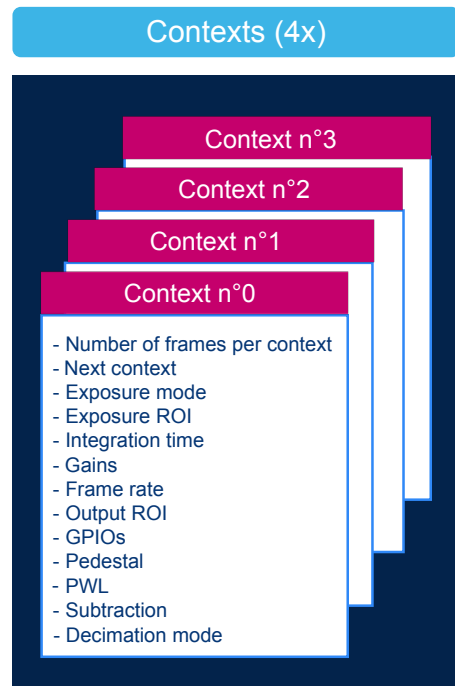 Contexts (4x)
Context n°3
Context n°2
Context n°1
Context n°0
- Number of frames per context
- Next context
- Exposure mode
- Exposure ROI
- Integration time
- Gains
- Frame rate
- Output ROI
- GPIOs
- Pedestal
- PWL
- Subtraction
- Decimation mode